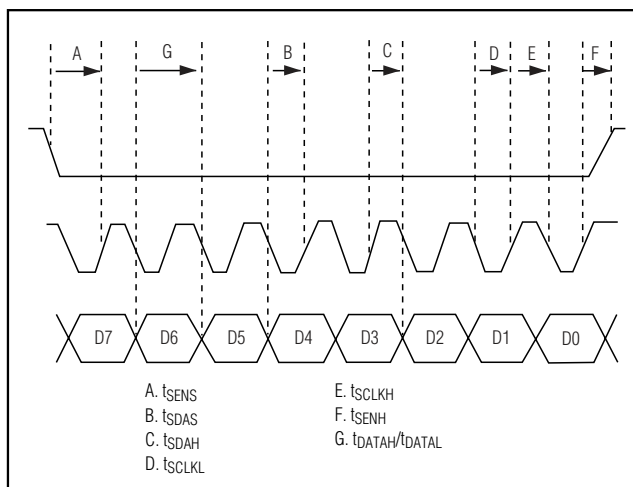 A G B C D E F
D7 D6 D5 D4 D3 D2 D1 D0
A. tSENS
B. tSDAS
C. tSDAH
D. tSCLKL
E. tSCLKH
F. tSENH
G. tDATAH/tDATAL